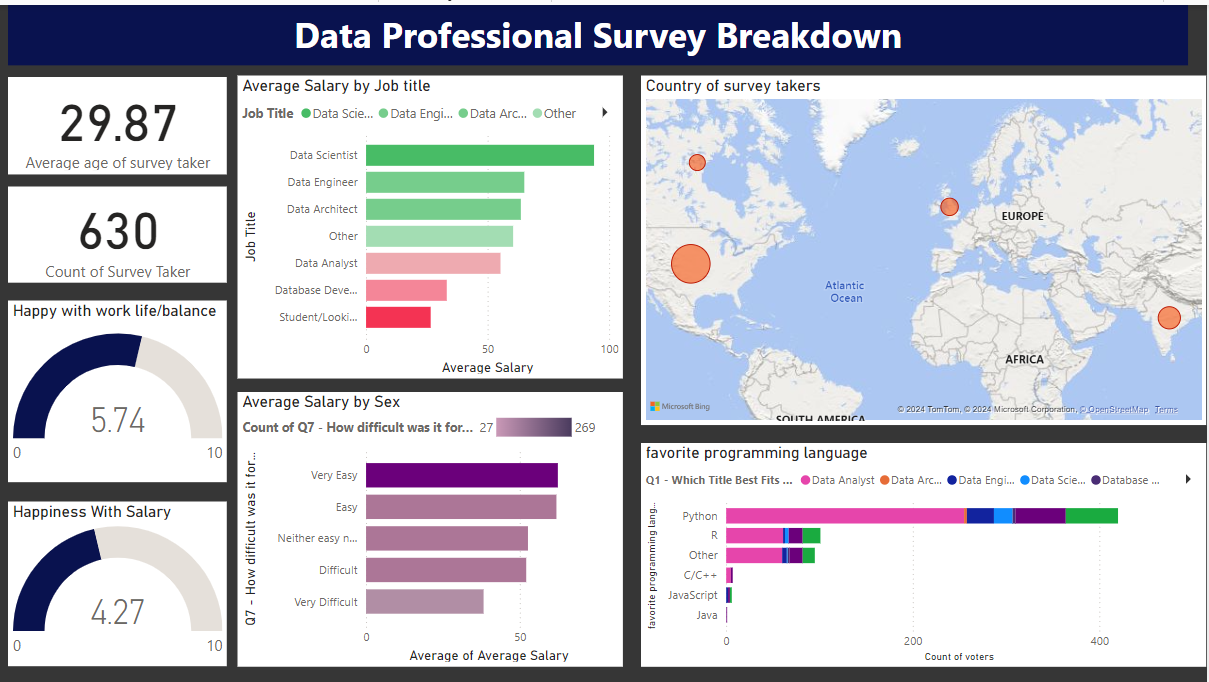 Data Professional Survey Breakdown
29.87
Average age of survey taker
630
Count of Survey Taker
Happy with work life/balance
5.74
0
10
Happiness With Salary
4.27
0
10
Average Salary by Job title
Job Title Data Scie... Data Engi... Data Arc... Other
Job Title
Data Scientist
Data Engineer
Data Architect
Other
Data Analyst
Database Deve...
Student/Looki...
0 50 100
Average Salary
Average Salary by Sex
Count of Q7 - How difficult was it for... 27 269
Q7 - How difficult was it for...
Very Easy
Easy
Neither easy n...
Difficult
Very Difficult
0 50
Average of Average Salary
Country of survey takers
EUROPE
Atlantic
Ocean
AFRICA
SOUTH AMERICA
Microsoft Bing
© 2024 TomTom, © 2024 Microsoft Corporation, © OpenStreetMap Terms
favorite programming language
Q1 - Which Title Best Fits ... Data Analyst Data Arc... Data Engi... Data Scie... Database ...
favorite programming lang...
Python
R
Other
C/C++
JavaScript
Java
0 200 400
Count of voters